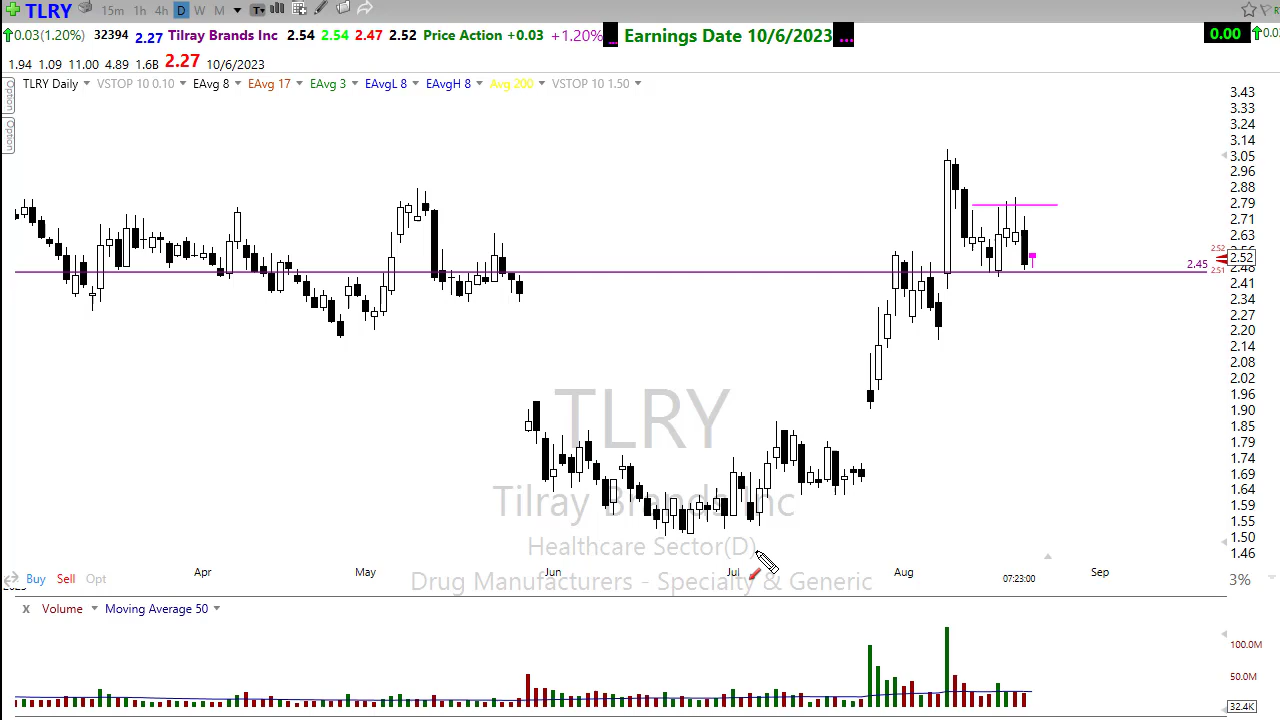 TLRY 15m 1h 4h D W M T
0.03(1.20%) 32394 2.27 Tilray Brands Inc 2.54 2.54 2.47 2.52 Price Action +0.03 +1.20% ... Earnings Date 10/6/2023 ... 0.00
1.94 1.09 11.00 4.89 1.6B 2.27 10/6/2023
TLRY Daily VSTOP 10 0.10 EAvg 8 EAvg 17 EAvg 3 EAvgL 8 EAvgH 8 Avg 200 VSTOP 10 1.50
Option
Option
3.43
3.33
3.24
3.14
3.05
2.96
2.88
2.79
2.71
2.63
2.52
2.52
2.45
2.51
2.48
2.41
2.34
2.27
2.20
2.14
2.08
2.02
1.96
1.90
1.85
1.79
1.74
1.69
1.64
1.59
1.55
1.50
1.46
TLRY
Tilray Brands Inc
Healthcare Sector(D)
Drug Manufacturers - Specialty & Generic
Buy Sell Opt
Apr May Jun Jul Aug 07:23:00 Sep
3%
X Volume Moving Average 50
100.0M
50.0M
32.4K